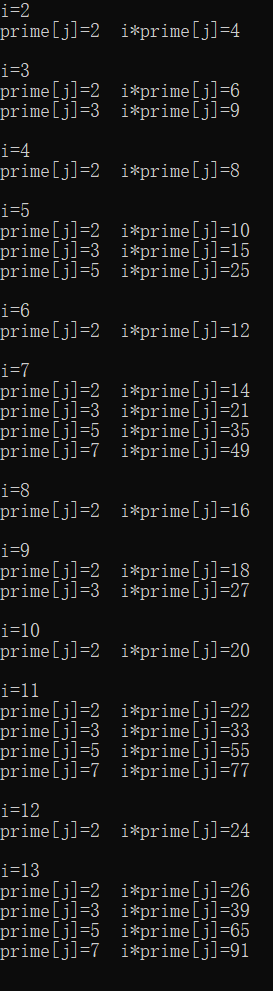 i=2
prime[j]=2  i*prime[j]=4

i=3
prime[j]=2  i*prime[j]=6
prime[j]=3  i*prime[j]=9

i=4
prime[j]=2  i*prime[j]=8

i=5
prime[j]=2  i*prime[j]=10
prime[j]=3  i*prime[j]=15
prime[j]=5  i*prime[j]=25

i=6
prime[j]=2  i*prime[j]=12

i=7
prime[j]=2  i*prime[j]=14
prime[j]=3  i*prime[j]=21
prime[j]=5  i*prime[j]=35
prime[j]=7  i*prime[j]=49

i=8
prime[j]=2  i*prime[j]=16

i=9
prime[j]=2  i*prime[j]=18
prime[j]=3  i*prime[j]=27

i=10
prime[j]=2  i*prime[j]=20

i=11
prime[j]=2  i*prime[j]=22
prime[j]=3  i*prime[j]=33
prime[j]=5  i*prime[j]=55
prime[j]=7  i*prime[j]=77

i=12
prime[j]=2  i*prime[j]=24

i=13
prime[j]=2  i*prime[j]=26
prime[j]=3  i*prime[j]=39
prime[j]=5  i*prime[j]=65
prime[j]=7  i*prime[j]=91